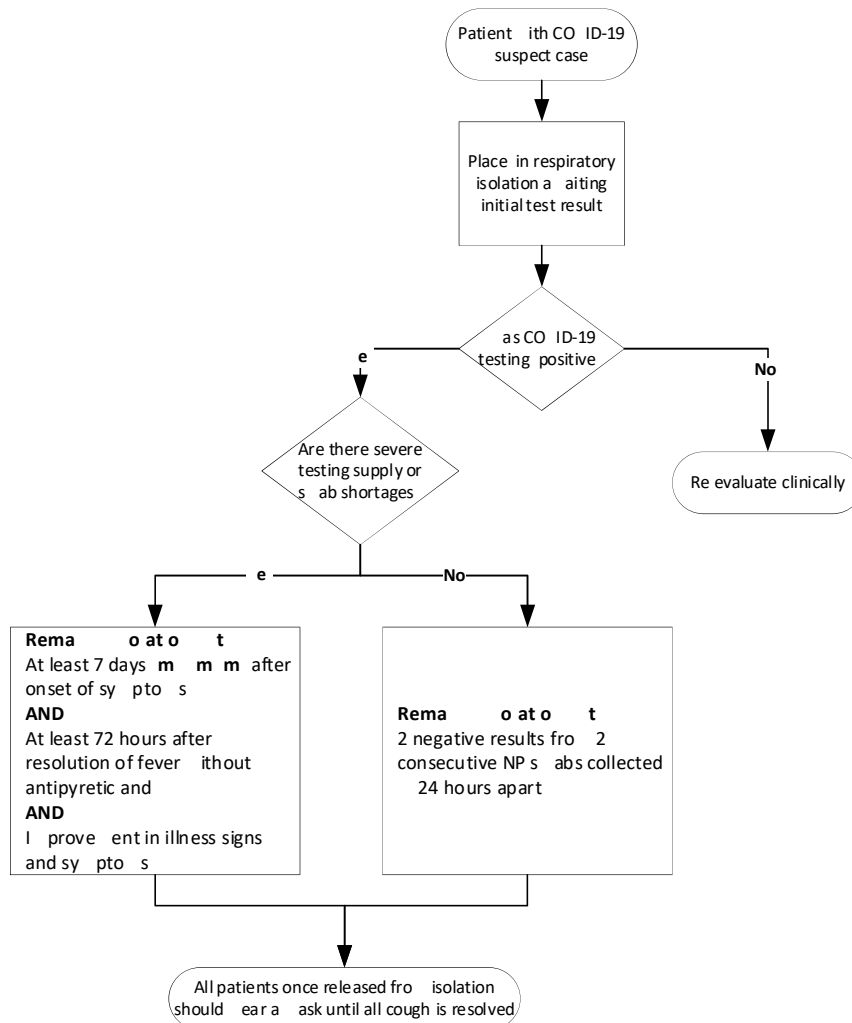 Patient ith CO ID-19
suspect case
Place in respiratory
isolation a aiting
initial test result
as CO ID-19
testing positive
e
No
Are there severe
testing supply or
s ab shortages
Re evaluate clinically
e
No
Rema o at o t
At least 7 days m m m after
onset of sy pto s
AND
At least 72 hours after
resolution of fever ithout
antipyretic and
AND
I prove ent in illness signs
and sy pto s
Rema o at o t
2 negative results fro 2
consecutive NP s abs collected
24 hours apart
All patients once released fro isolation
should ear a ask until all cough is resolved